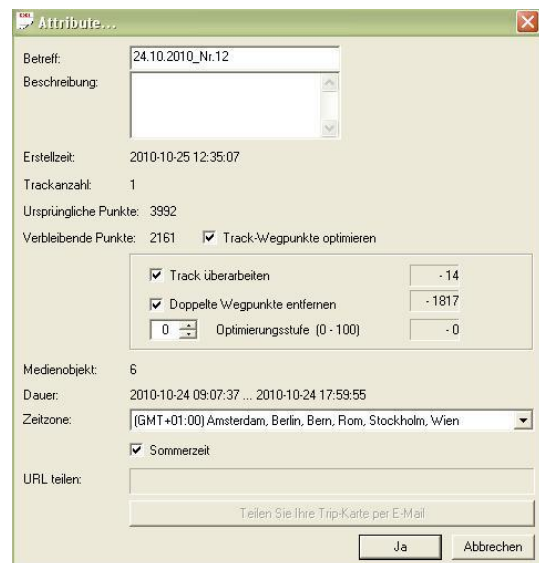 Attribute...
Betreff: 24.10.2010_Nr.12
Beschreibung:
Erstellzeit: 2010-10-25 12:35:07
Trackanzahl: 1
Ursprüngliche Punkte: 3992
Verbleibende Punkte: 2161 Track-Wegpunkte optimieren
Track überarbeiten - 14
Doppelte Wegpunkte entfernen - 1817
0 Optimierungsstufe (0 - 100) - 0
Medienobjekt: 6
Dauer: 2010-10-24 09:07:37 ... 2010-10-24 17:59:55
Zeitzone: (GMT+01:00) Amsterdam, Berlin, Bern, Rom, Stockholm, Wien
Sommerzeit
URL teilen:
Teilen Sie Ihre Trip-Karte per E-Mail
Ja Abbrechen